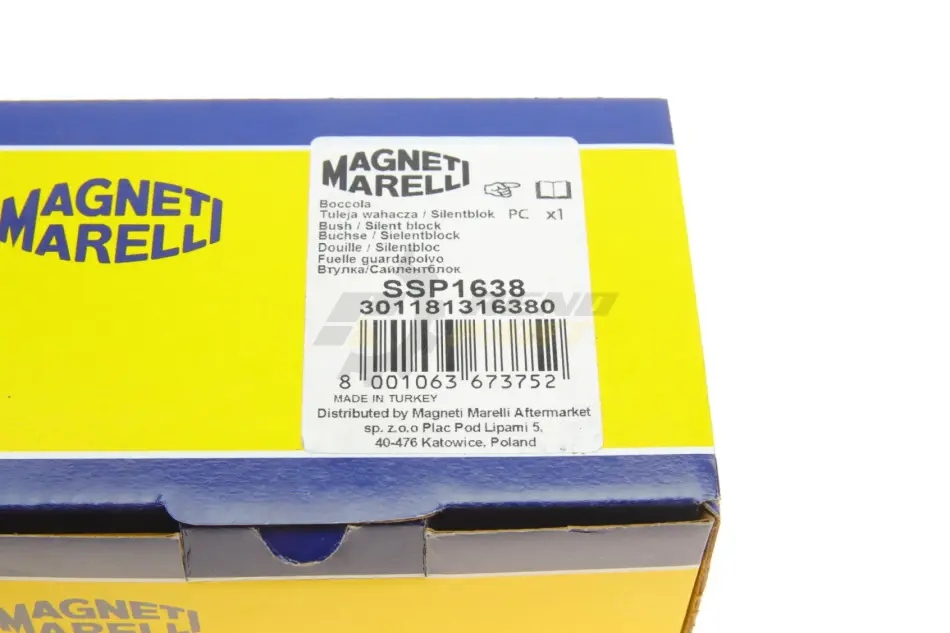 MAGNETI
MARELLI
MAGNETI
MARELLI
Boccola
Tuleja wahacza / Silentblok PC x1
Bush / Silent block
Buchse / Sielentblock
Douille / Silentbloc
Fuelle guardapolvo
Втулка/Саилентблок
SSP1638
301181316380
8 001063 673752
MADE IN TURKEY
Distributed by Magneti Marelli Aftermarket
sp. z.o.o Plac Pod Lipami 5,
40-476 Katowice, Poland
MAGNETI
MARELLI